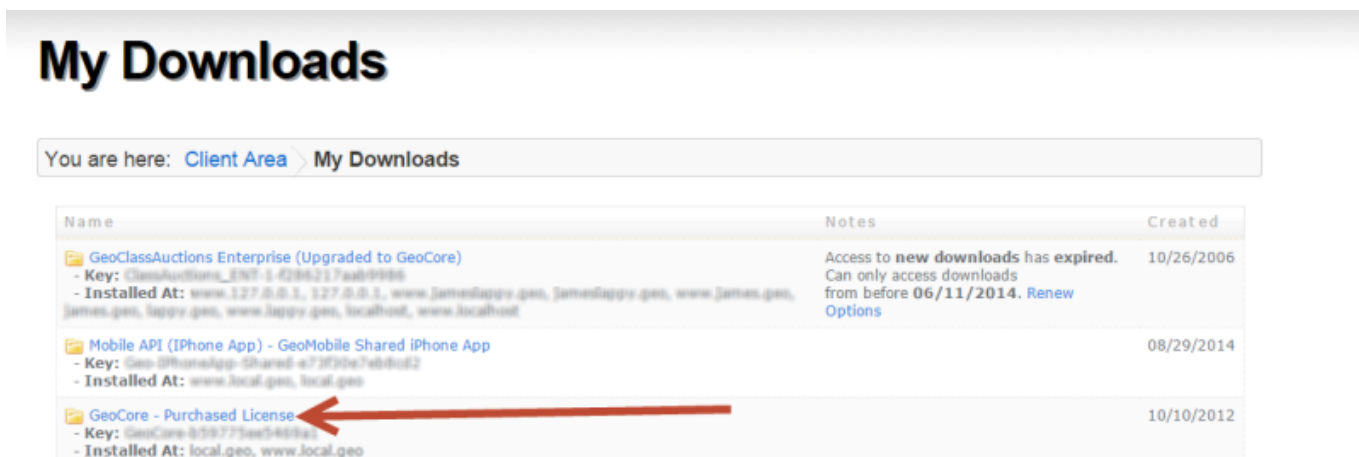 My Downloads
You are here: Client Area My Downloads
Name Notes Created
GeoClassAuctions Enterprise (Upgraded to GeoCore) Access to new downloads has expired. 10/26/2006
- Key: Can only access downloads
- Installed At: from before 06/11/2014. Renew
Options
Mobile API (IPhone App) - GeoMobile Shared iPhone App 08/29/2014
- Key:
- Installed At:
GeoCore - Purchased License 10/10/2012
- Key:
- Installed At: local.geo, www.local.geo